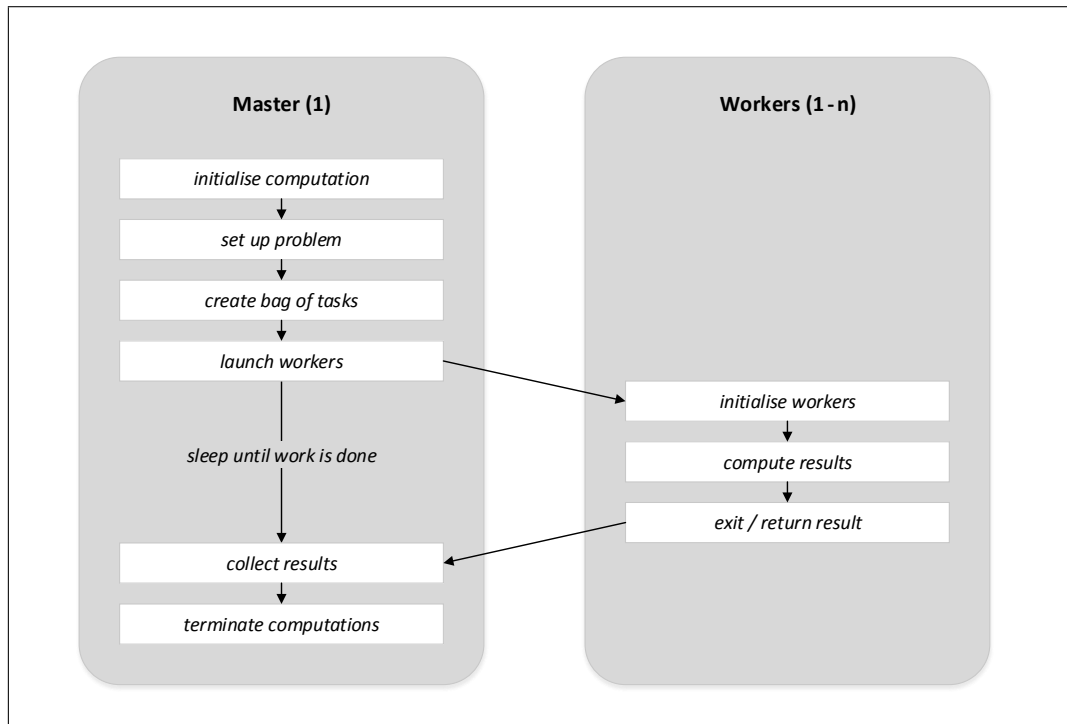 Master (1)
initialise computation
set up problem
create bag of tasks
launch workers
sleep until work is done
collect results
terminate computations
Workers (1 - n)
initialise workers
compute results
exit / return result